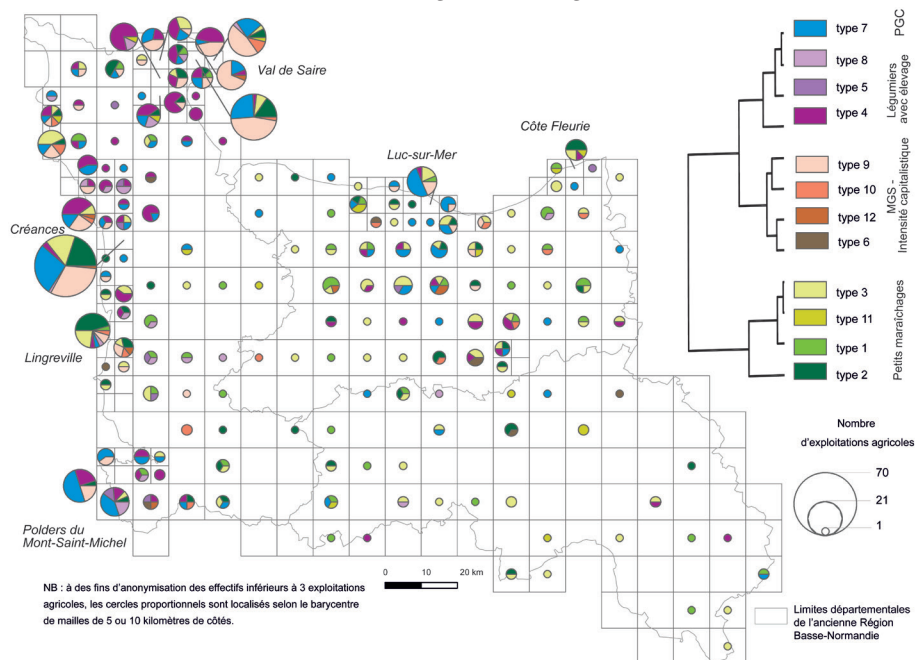 Val de Saire
Côte Fleurie
Luc-sur-Mer
Créances
Lingreville
Polders du
Mont-Saint-Michel
type 7
PGC
type 8
type 5
type 4
Légumiers
avec élevage
type 9
type 10
type 12
type 6
MGS -
Intensité capitalistique
type 3
type 11
type 1
type 2
Petits maraîchages
Nombre
d'exploitations agricoles
70
21
1
NB : à des fins d'anonymisation des effectifs inférieurs à 3 exploitations
agricoles, les cercles proportionnels sont localisés selon le barycentre
de mailles de 5 ou 10 kilomètres de côtés.
0 10 20 km
Limites départementales
de l'ancienne Région
Basse-Normandie